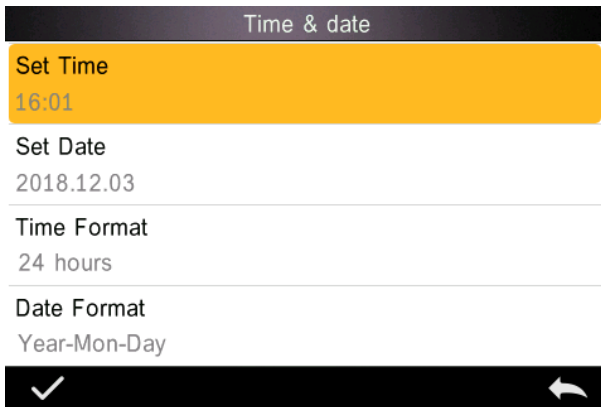 Time & date
Set Time
16:01
Set Date
2018.12.03
Time Format
24 hours
Date Format
Year-Mon-Day